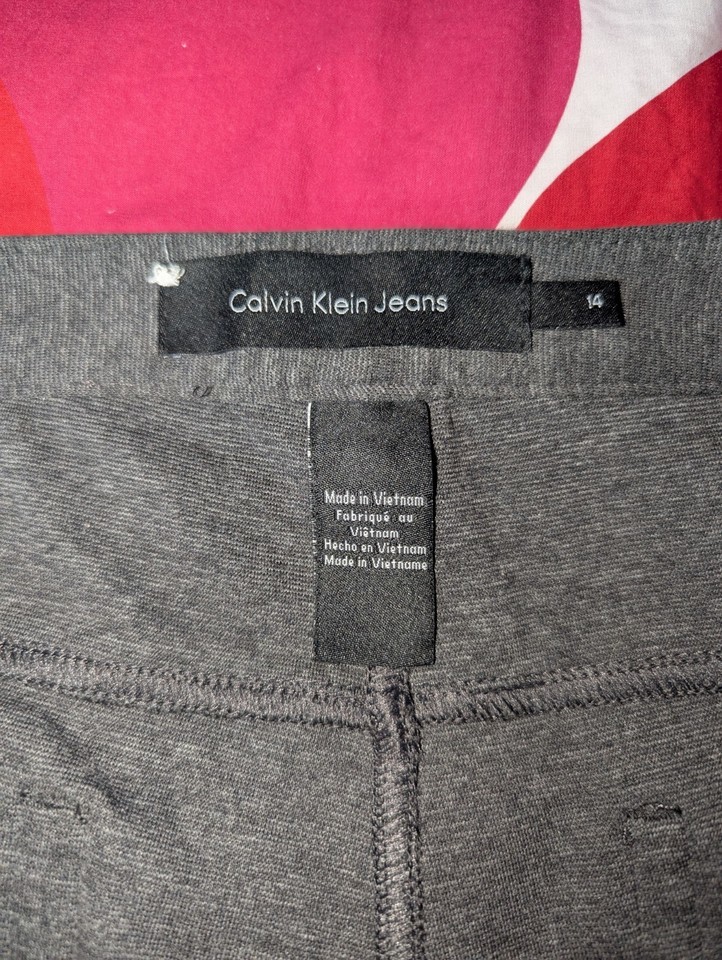 Calvin Klein Jeans
14
Made in Vietnam
Fabriqué au
Viêtnam
Hecho en Vietnam
Made in Vietname